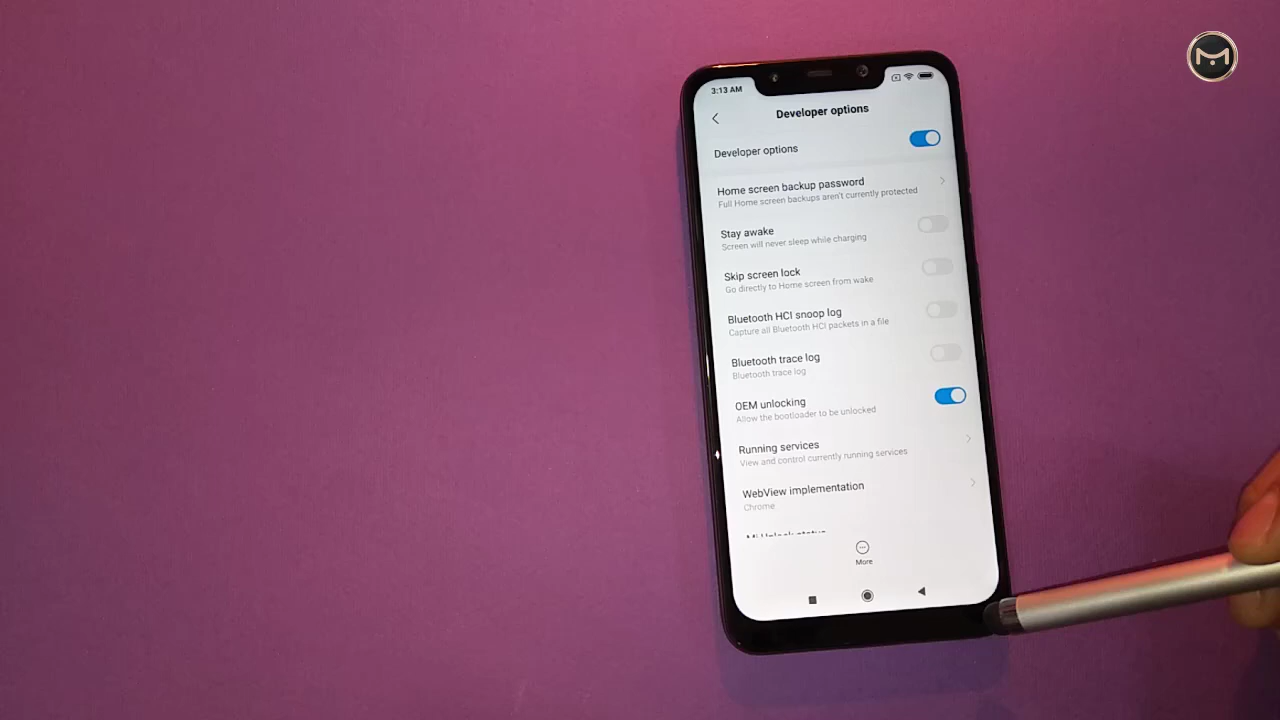 3:13 AM
Developer options
Developer options
Home screen backup password
Full Home screen backups aren't currently protected
Stay awake
Screen will never sleep while charging
Skip screen lock
Go directly to Home screen from wake
Bluetooth HCI snoop log
Capture all Bluetooth HCI packets in a file
Bluetooth trace log
Bluetooth trace log
OEM unlocking
Allow the bootloader to be unlocked
Running services
View and control currently running services
WebView implementation
Chrome
More